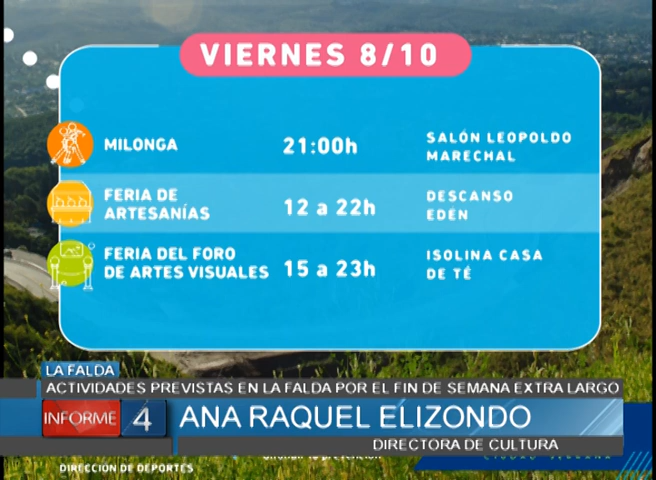 VIERNES 8/10
MILONGA 21:00h SALÓN LEOPOLDO MARECHAL
FERIA DE ARTESANÍAS 12 a 22h DESCANSO EDÉN
FERIA DEL FORO DE ARTES VISUALES 15 a 23h ISOLINA CASA DE TÉ
LA FALDA
ACTIVIDADES PREVISTAS EN LA FALDA POR EL FIN DE SEMANA EXTRA LARGO
INFORME 4 ANA RAQUEL ELIZONDO
DIRECTORA DE CULTURA
DIRECCIÓN DE DEPORTES